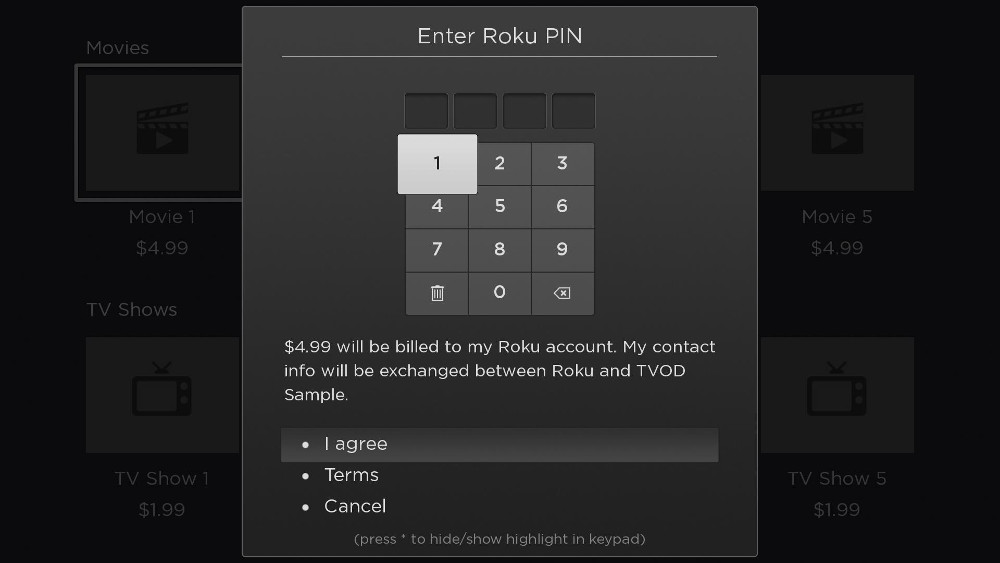 Enter Roku PIN
Movies
1 2 3
4 5 6
7 8 9
0
Movie 1
$4.99
Movie 5
$4.99
TV Shows
$4.99 will be billed to my Roku account. My contact
info will be exchanged between Roku and TVOD
Sample.
• I agree
• Terms
• Cancel
TV Show 1
$1.99
TV Show 5
$1.99
(press * to hide/show highlight in keypad)